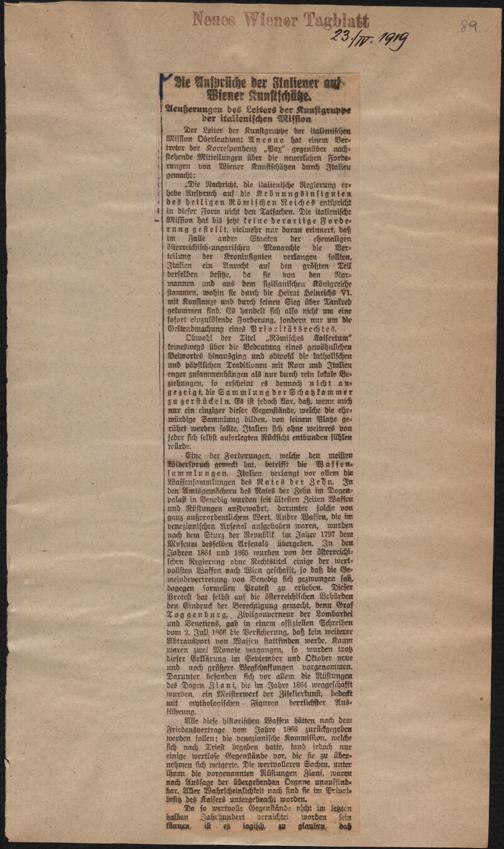 Neues Wiener Tagblatt
23./IV. 1919
89
Die Ansprüche der Italiener auf
Wiener Kunstschätze.
Aeußerungen des Leiters der Kunstgruppe
der italienischen Mission
Der Leiter der Kunstgruppe der italienischen
Mission Oberleutnant Ancona hat einem Ver-
treter der Korrespondenz „Pax" gegenüber nach-
stehende Mitteilungen über die neuerlichen Forde-
rungen von Wiener Kunstschätzen durch Italien
gemacht:
„Die Nachricht, die italienische Regierung er-
hebe Anspruch auf die Krönungsinsignien
des heiligen Römischen Reiches entspricht
in dieser Form nicht den Tatsachen. Die italienische
Mission hat bis jetzt keine derartige Forde-
rung gestellt, vielmehr nur daran erinnert, daß
im Falle andre Staaten der ehemaligen
österreichisch-ungarischen Monarchie die Ver-
teilung der Kroninsignien verlangen sollten,
Italien ein Anrecht auf den größten Teil
derselben besitze, da sie von den Nor-
mannen und aus dem sizilianischen Königreiche
stammen, wohin sie durch die Heirat Heinrichs VI.
mit Konstanze und durch seinen Sieg über Tankred
gekommen sind. Es handelt sich also nicht um eine
sofort einzulösende Forderung, sondern nur um die
Geltendmachung eines Prioritätsrechtes.
Obwohl der Titel „Römisches Kaisertum"
keineswegs über die Bedeutung eines gewöhnlichen
Beiwortes hinausging und obwohl die katholischen
und päpstlichen Traditionen mit Rom und Italien
enger zusammenhängen als nur durch rein lokale Be-
ziehungen, so erscheint es dennoch nicht an-
gezeigt, die Sammlung der Schatzkammer
zu zerstückeln. Es ist jedoch klar, daß, wenn auch
nur ein einziger dieser Gegenstände, welche die ehr-
würdige Sammlung bilden, von seinem Platze ge-
rührt werden sollte, Italien sich ohne weiteres von
jeder sich selbst auferlegten Rücksicht entbunden fühlen
würde.
Eine der Forderungen, welche den meisten
Widerspruch geweckt hat, betrifft die Waffen-
sammlungen. Italien verlangt vor allem die
Waffensammlungen des Rates der Zehn. In
den Amtsgewächern des Rates der Zehn im Dogen-
palast in Venedig wurden seit ältesten Zeiten Waffen
und Rüstungen aufbewahrt, darunter solche von
ganz außerordentlichem Wert. Andre Waffen, die im
venezianischen Arsenal aufgehoben waren, wurden
nach dem Sturz der Republik im Jahre 1797 dem
Museum desselben Arsenals übergeben. In den
Jahren 1864 und 1865 wurden von der österreichi-
schen Regierung ohne Rechtstitel einige der wert-
vollsten Waffen nach Wien geschafft, so daß die Ge-
meindevertretung von Venedig sich gezwungen sah,
dagegen formellen Protest zu erheben. Dieser
Protest hat selbst auf die österreichischen Behörden
den Eindruck der Berechtigung gemacht, denn Graf
Toggenburg, Zivilgouverneur der Lombardei
und Venetiens, gab in einem offiziellen Schreiben
vom 2. Juli 1866 die Versicherung, daß kein weiterer
Abtransport von Waffen stattfinden werde. Kaum
waren zwei Monate vergangen, so wurden trotz
dieser Erklärung im September und Oktober neue
und noch größere Wegschaffungen vorgenommen.
Darunter befanden sich vor allem die Rüstungen
des Dogen Ziani, die im Jahre 1864 weggeschafft
wurden, ein Meisterwerk der Ziselierkunst, bedeckt
mit mythologischen Figuren herrlichster Aus-
führung.
Alle diese historischen Waffen hätten nach dem
Friedensvertrage vom Jahre 1866 zurückgegeben
werden sollen; die venezianische Kommission, welche
sich nach Triest begeben hatte, fand jedoch nur
einige wertlose Gegenstände vor, die sie zu über-
nehmen sich weigerte. Die wertvolleren Sachen, unter
ihnen die vorgenannten Rüstungen Ziani, waren
nach Aussage der übergebenden Organe unauffind-
bar. Aller Wahrscheinlichkeit nach sind sie im Privat-
besitz des Kaisers untergebracht worden.
Da so wertvolle Gegenstände nicht im letzten
halben Jahrhundert vernichtet worden sein
können, ist es logisch, zu glauben, daß